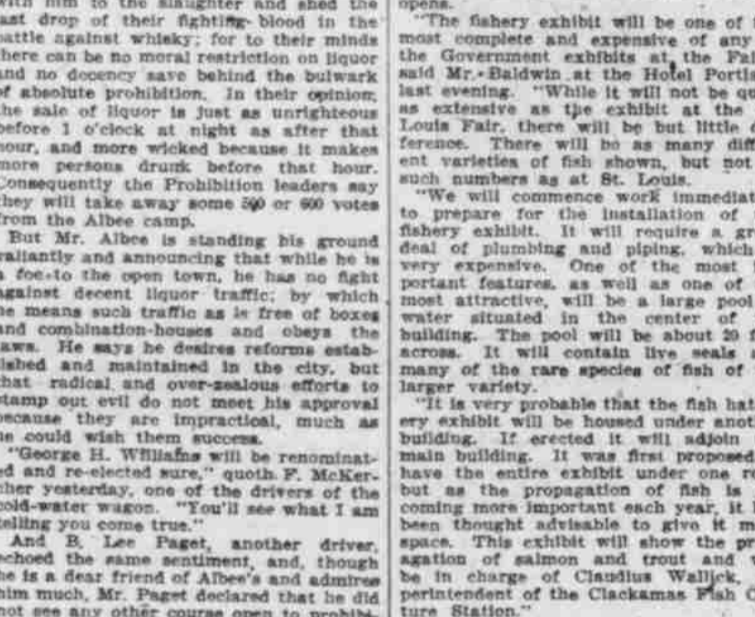 with him to the slaughter and shed the
last drop of their fighting blood in the
battle against whisky; for to their minds
there can be no moral restriction on liquor
and no decency save behind the bulwark
of absolute prohibition. In their opinion,
the sale of liquor is just as unrighteous
before 1 o'clock at night as after that
hour, and more wicked because it makes
more persons drunk before that hour.
Consequently the Prohibition leaders say
they will take away some 500 or 600 votes
from the Albee camp.
But Mr. Albee is standing his ground
valiantly and announcing that while he is
a foe to the open town, he has no fight
against decent liquor traffic; by which
he means such traffic as is free of boxes
and combination-houses and obeys the
laws. He says he desires reforms estab-
lished and maintained in the city, but
that radical and over-zealous efforts to
stamp out evil do not meet his approval
because they are impractical, much as
he could wish them success.
"George H. Williams will be renominat-
ed and re-elected sure," quoth F. McKer-
cher yesterday, one of the drivers of the
cold-water wagon. "You'll see what I am
telling you come true."
And B. Lee Paget, another driver,
echoed the same sentiment, and, though
he is a dear friend of Albee's and admires
him much, Mr. Paget declared that he did
not see any other course open to prohibi-
opens.
"The fishery exhibit will be one of
most complete and expensive of any
the Government exhibits at the Fai
said Mr. Baldwin at the Hotel Portl
last evening. "While it will not be qu
as extensive as the exhibit at the
Louis Fair, there will be but little
ference. There will be as many diff
ent varieties of fish shown, but not
such numbers as at St. Louis.
"We will commence work immediat
to prepare for the installation of
fishery exhibit. It will require a gr
deal of plumbing and piping, which
very expensive. One of the most
portant features, as well as one of
most attractive, will be a large pool
water situated in the center of
building. The pool will be about 20 f
across. It will contain live seals
many of the rare species of fish of
larger variety.
"It is very probable that the fish hat
ery exhibit will be housed under anot
building. If erected it will adjoin
main building. It was first proposed
have the entire exhibit under one
but as the propagation of fish is
coming more important each year, it
been thought advisable to give it m
space. This exhibit will show the pr
agation of salmon and trout and
be in charge of Claudius Wallick,
perintendent of the Clackamas Fish C
ture Station."